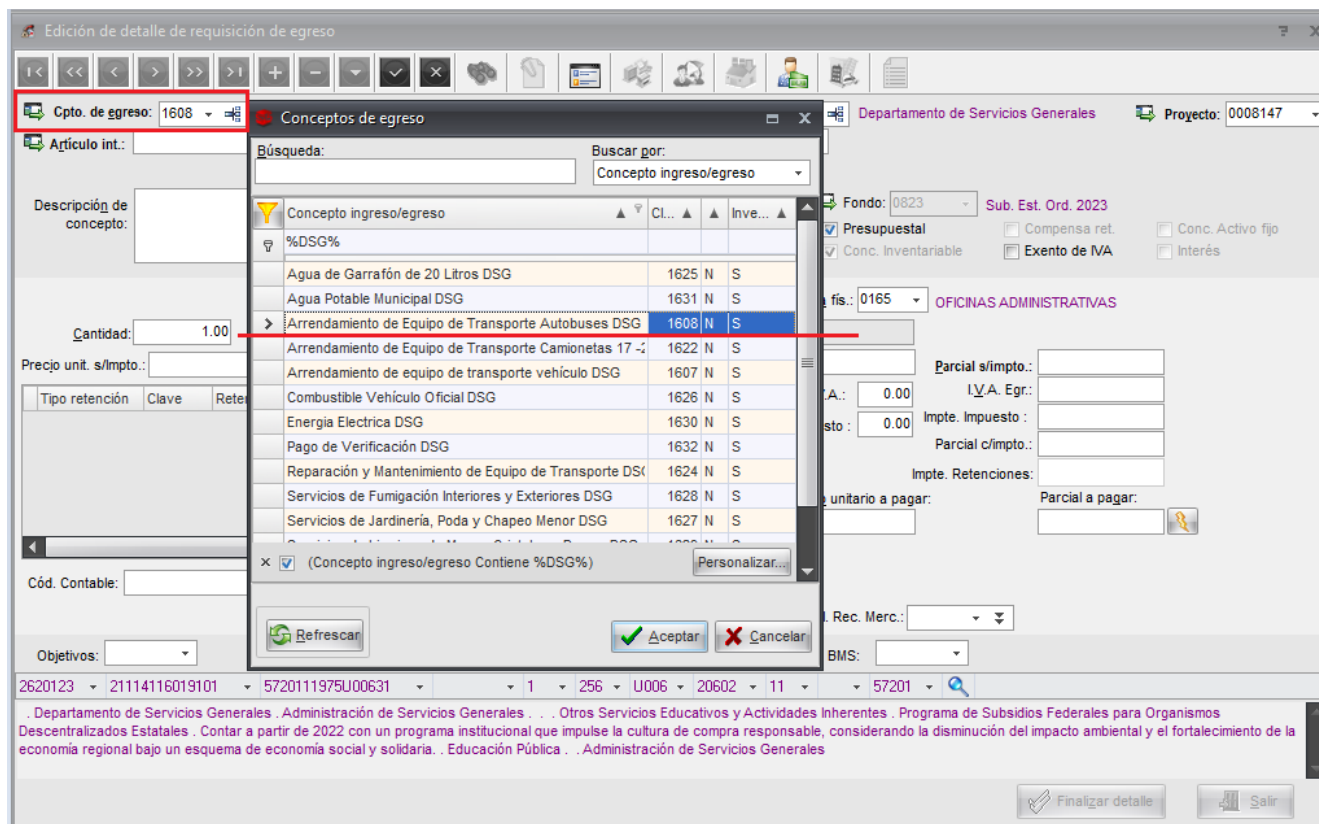 Edición de detalle de requisición de egreso
Cpto. de egreso: 1608
Departamento de Servicios Generales
Proyecto: 0008147
Artículo int.:
Descripción de
concepto:
Fondo: 0823
Sub. Est. Ord. 2023
Presupuestal
Compensa ret.
Conc. Activo fijo
Conc. Inventariable
Exento de IVA
Interés
fís.: 0165
OFICINAS ADMINISTRATIVAS
Cantidad: 1.00
Precio unit. s/Impto.:
Tipo retención Clave
Parcial s/impto.:
0.00
I.V.A. Egr.:
0.00
Impte. Impuesto :
Parcial c/impto.:
Impte. Retenciones:
unitario a pagar:
Parcial a pagar:
Cód. Contable:
Rec. Merc.:
Objetivos:
BMS:
Conceptos de egreso
Búsqueda:
Buscar por:
Concepto ingreso/egreso
Concepto ingreso/egreso Cl... Inve...
%DSG%
Agua de Garrafón de 20 Litros DSG 1625 N S
Agua Potable Municipal DSG 1631 N S
Arrendamiento de Equipo de Transporte Autobuses DSG 1608 N S
Arrendamiento de Equipo de Transporte Camionetas 17 -2 1622 N S
Arrendamiento de equipo de transporte vehículo DSG 1607 N S
Combustible Vehículo Oficial DSG 1626 N S
Energia Electrica DSG 1630 N S
Pago de Verificación DSG 1632 N S
Reparación y Mantenimiento de Equipo de Transporte DS( 1624 N S
Servicios de Fumigación Interiores y Exteriores DSG 1628 N S
Servicios de Jardinería, Poda y Chapeo Menor DSG 1627 N S
(Concepto ingreso/egreso Contiene %DSG%)
Personalizar...
Refrescar
Aceptar
Cancelar
2620123 21114116019101 5720111975U00631 1 256 U006 20602 11 57201
. Departamento de Servicios Generales . Administración de Servicios Generales . . . Otros Servicios Educativos y Actividades Inherentes . Programa de Subsidios Federales para Organismos
Descentralizados Estatales . Contar a partir de 2022 con un programa institucional que impulse la cultura de compra responsable, considerando la disminución del impacto ambiental y el fortalecimiento de la
economía regional bajo un esquema de economía social y solidaria. . Educación Pública . . Administración de Servicios Generales
Finalizar detalle
Salir